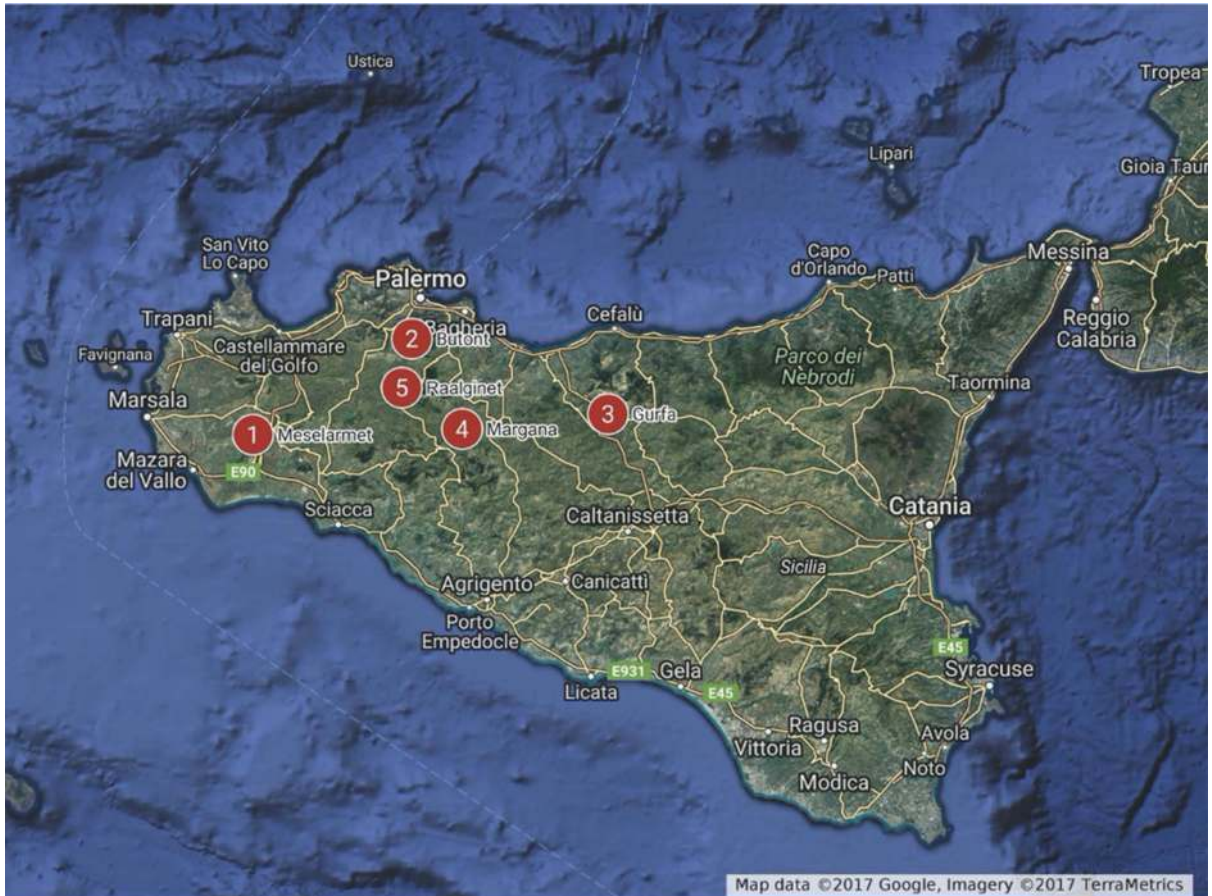 Ustica
Tropea
Lipari
Gioia Taur
San Vito
Lo Capo
Capo
d'Orlando
Messina
Palermo
Patti
Trapani
Bagheria
Cefalù
Reggio
Calabria
2
Butont
Favignana
Castellammare
del Golfo
Parco dei
Nebrodi
5
Raalginet
Taormina
Marsala
3
Gurfa
1
Meselarmet
4
Margana
Mazara
del Vallo
E90
Sciacca
Caltanissetta
Catania
Sicilia
Agrigento
Canicattì
Porto
Empedocle
E45
E931
Gela
Syracuse
Licata
E45
Ragusa
Vittoria
Avola
Modica
Noto
Map data ©2017 Google, Imagery ©2017 TerraMetrics